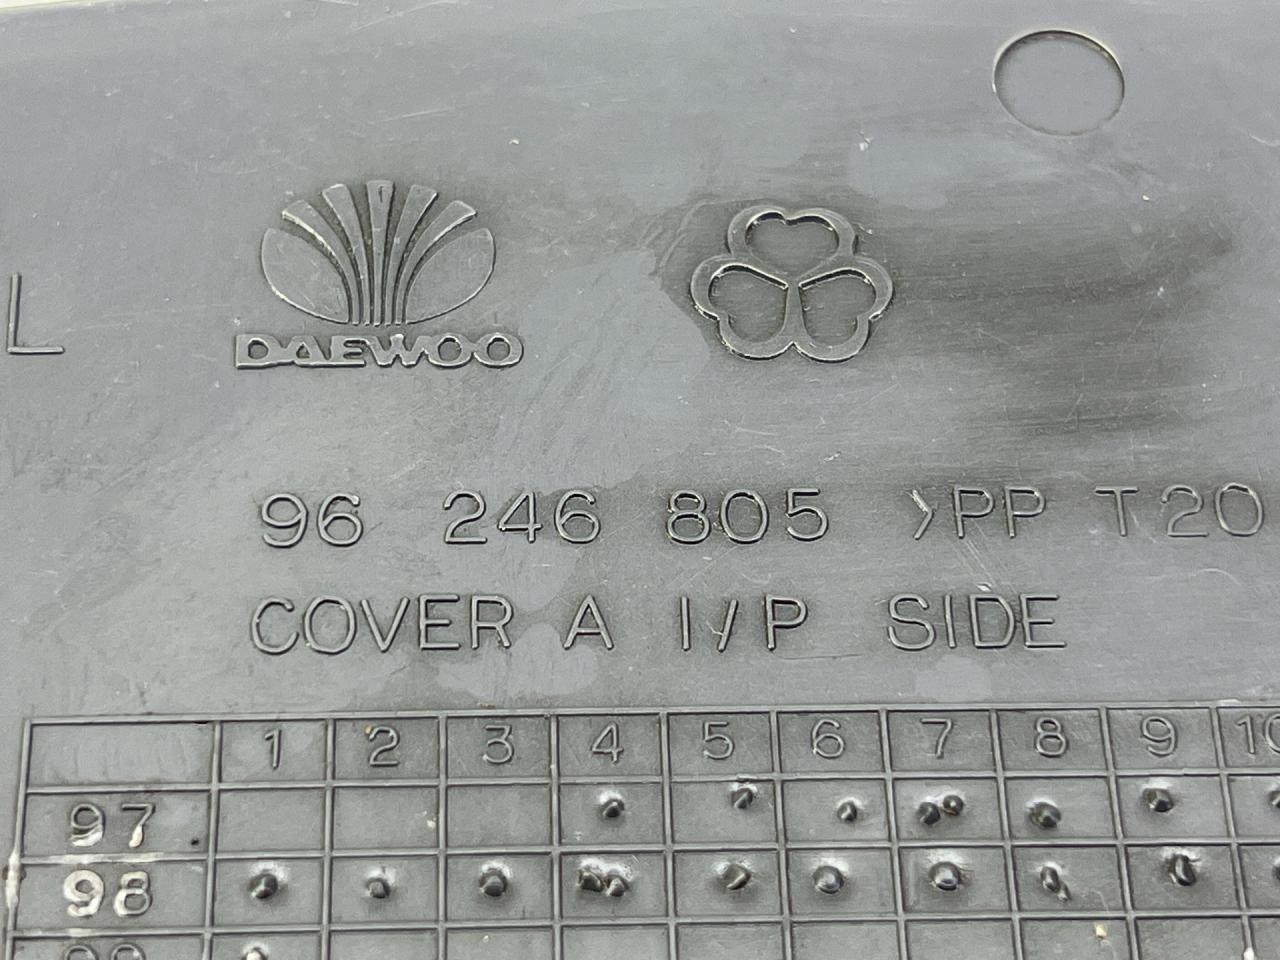 L
DAEWOO
96 246 805 >PP T20
COVER A I/P SIDE
1 2 3 4 5 6 7 8 9 10
97
98